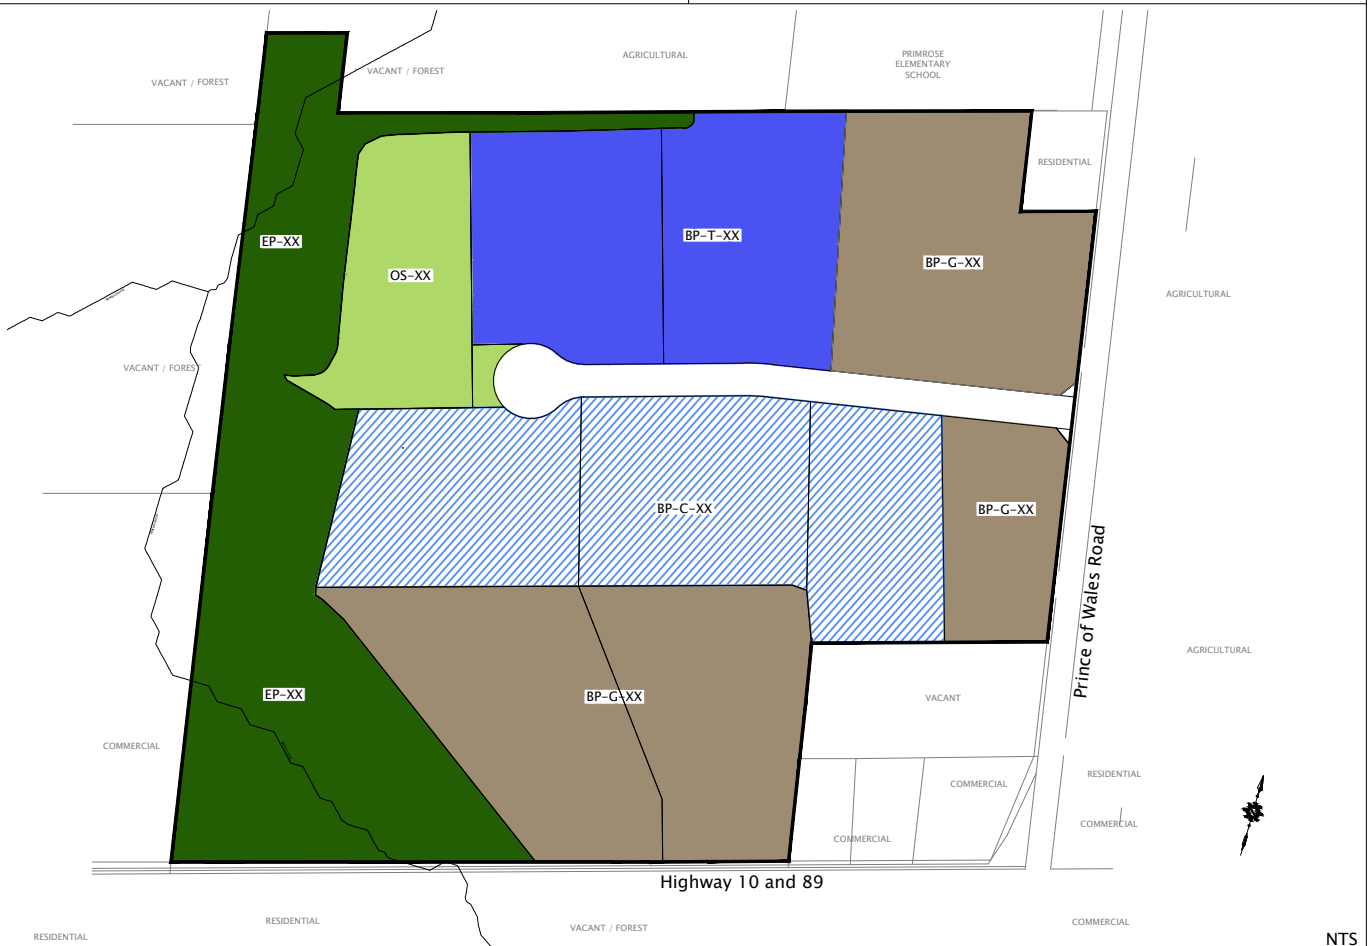 AGRICULTURAL
PRIMROSE
ELEMENTARY
SCHOOL
VACANT / FOREST
VACANT / FOREST
RESIDENTIAL
EP-XX
BP-T-XX
BP-G-XX
OS-XX
AGRICULTURAL
VACANT / FOREST
BP-C-XX
BP-G-XX
Prince of Wales Road
AGRICULTURAL
EP-XX
BP-G-XX
VACANT
COMMERCIAL
RESIDENTIAL
COMMERCIAL
COMMERCIAL
COMMERCIAL
Highway 10 and 89
RESIDENTIAL
VACANT / FOREST
COMMERCIAL
RESIDENTIAL
NTS